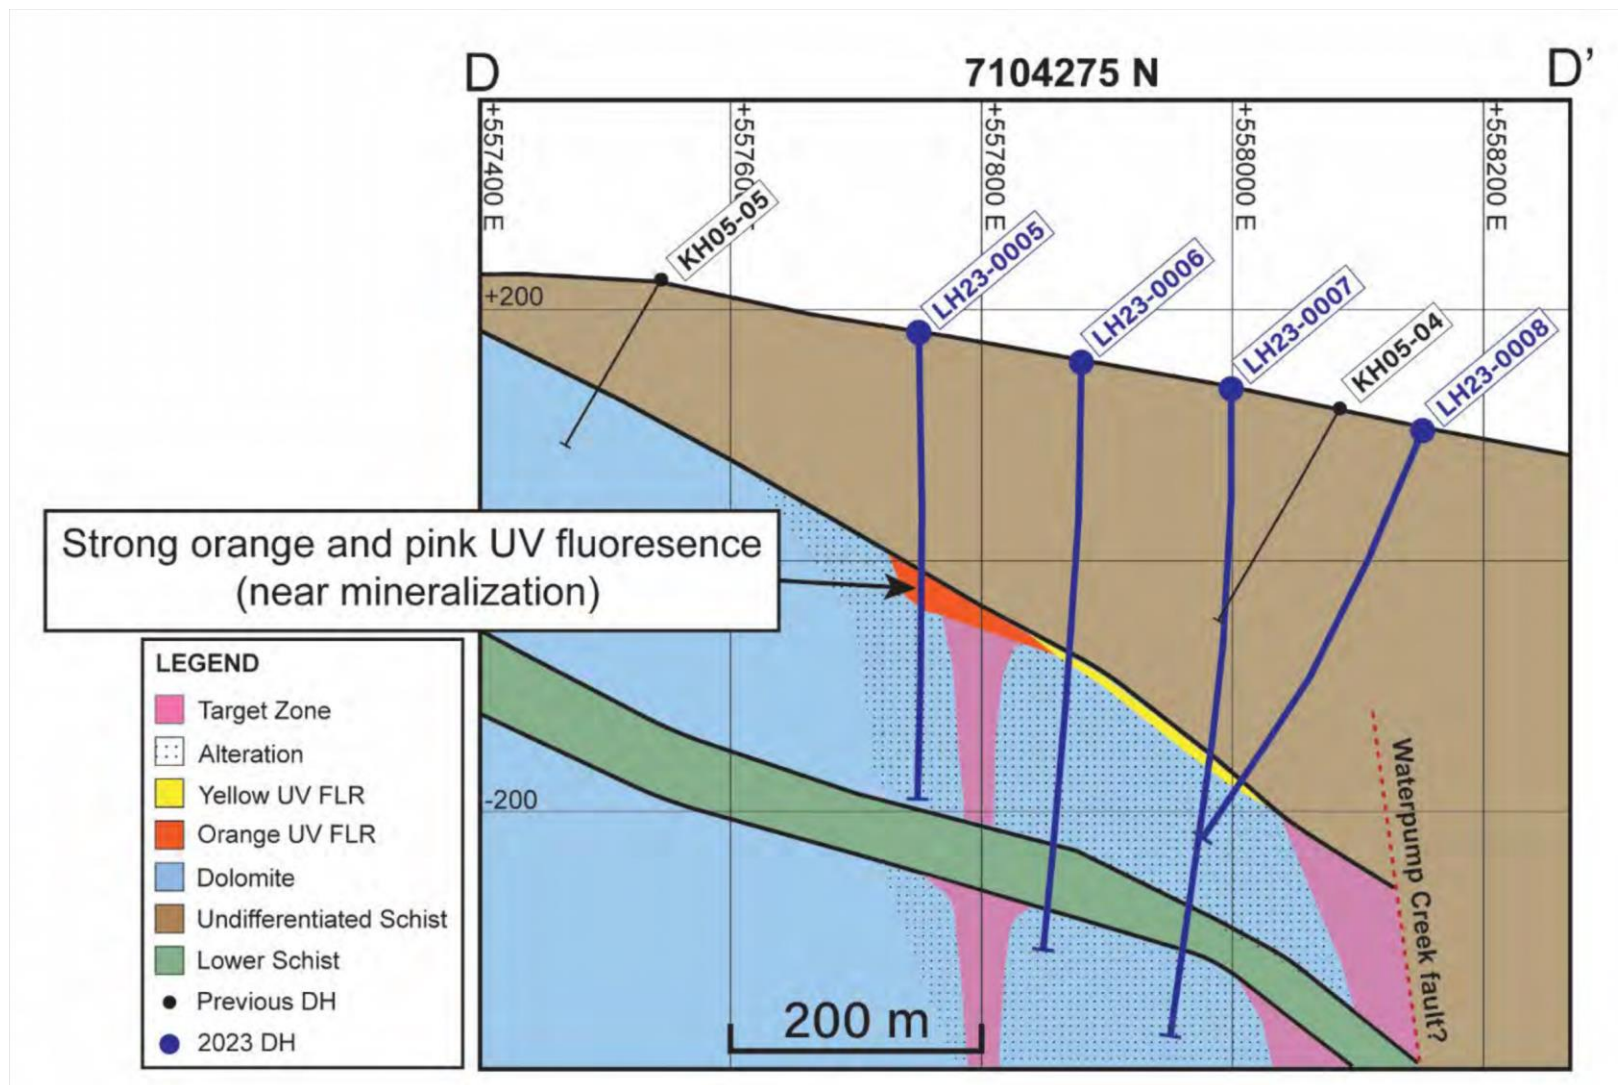 D
7104275 N
D’
+557400 E
+557600
+557800 E
+558000 E
+558200 E
KH05-05
LH23-0005
LH23-0006
LH23-0007
KH05-04
LH23-0008
+200
Strong orange and pink UV fluoresence
(near mineralization)
-200
LEGEND
Target Zone
Alteration
Yellow UV FLR
Orange UV FLR
Dolomite
Undifferentiated Schist
Lower Schist
Previous DH
2023 DH
200 m
Waterpump Creek fault?